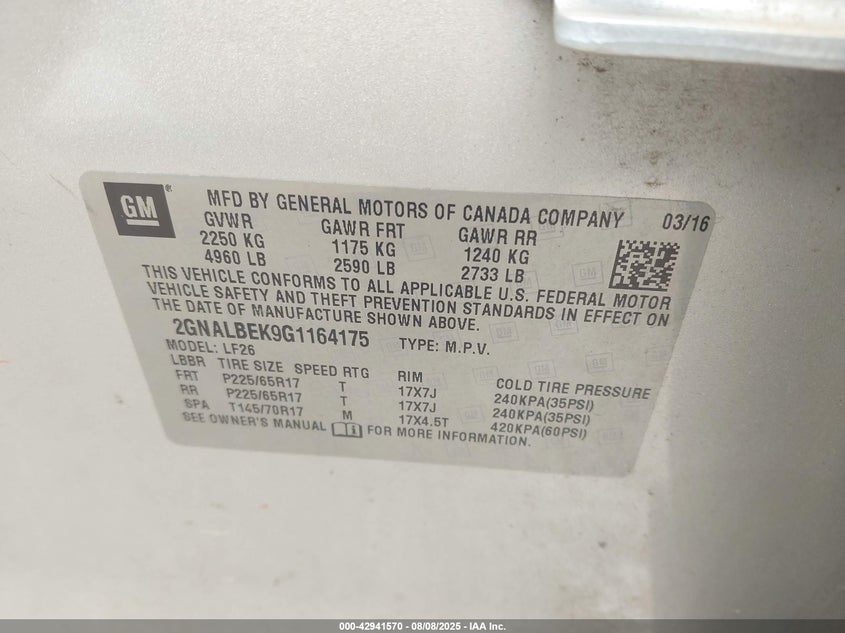 GM ® MFD BY GENERAL MOTORS OF CANADA COMPANY 03/16
GVWR GAWR FRT GAWR RR
2250 KG 1175 KG 1240 KG
4960 LB 2590 LB 2733 LB
THIS VEHICLE CONFORMS TO ALL APPLICABLE U.S. FEDERAL MOTOR
VEHICLE SAFETY AND THEFT PREVENTION STANDARDS IN EFFECT ON
THE DATE OF MANUFACTURE SHOWN ABOVE.
2GNALBEK9G1164175 TYPE: M.P.V.
MODEL: LF26
LBBR TIRE SIZE SPEED RTG RIM COLD TIRE PRESSURE
FRT P225/65R17 T 17X7J 240KPA(35PSI)
RR P225/65R17 T 17X7J 240KPA(35PSI)
SPA T145/70R17 M 17X4.5T 420KPA(60PSI)
SEE OWNER'S MANUAL FOR MORE INFORMATION.
000-42941570 - 08/08/2025 - IAA Inc.